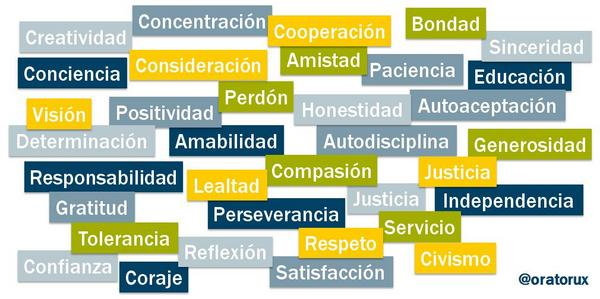 Concentración
Bondad
Creatividad
Cooperación
Sinceridad
Conciencia
Consideración
Amistad
Paciencia
Educación
Perdón
Visión
Positividad
Honestidad
Autoaceptación
Determinación
Amabilidad
Autodisciplina
Generosidad
Responsabilidad
Lealtad
Compasión
Justicia
Gratitud
Perseverancia
Justicia
Independencia
Tolerancia
Reflexión
Respeto
Servicio
Confianza
Coraje
Satisfacción
Civismo
@oratorux